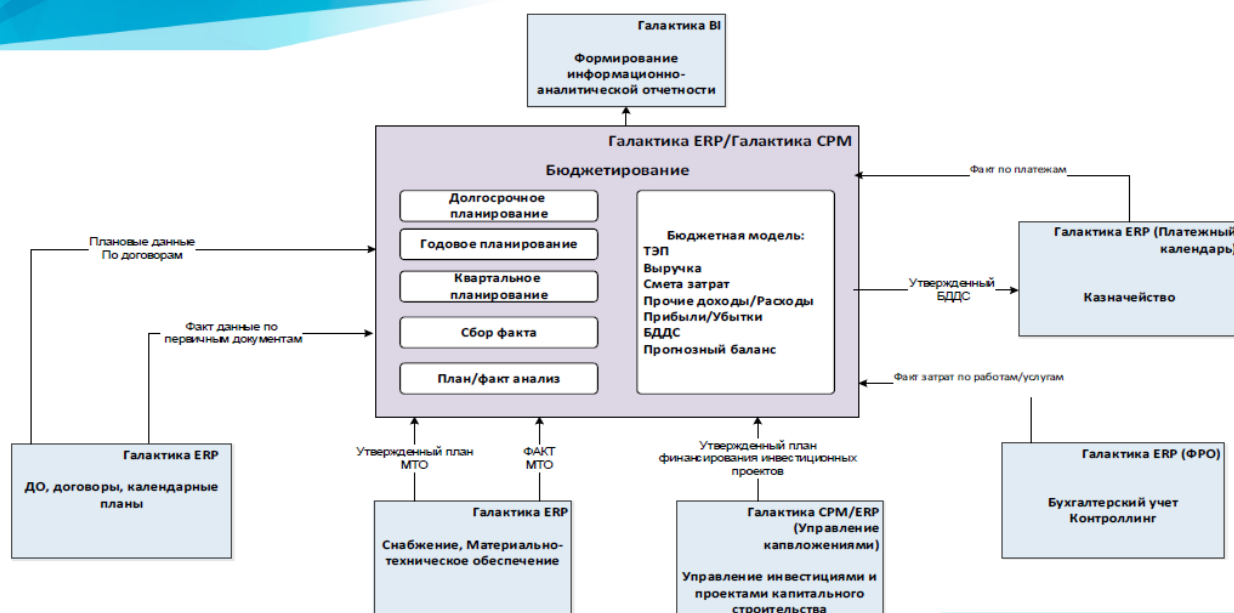 Галактика BI
Формирование
информационно-
аналитической отчетности
Галактика ERP/Галактика CPM
Бюджетирование
Долгосрочное
планирование
Годовое планирование
Квартальное
планирование
Сбор факта
План/факт анализ
Бюджетная модель:
ТЭП
Выручка
Смета затрат
Прочие доходы/Расходы
Прибыли/Убытки
БДДС
Прогнозный баланс
Плановые данные
По договорам
Факт данные по
первичным документам
Факт по платежам
Утвержденный
БДДС
Факт затрат по работам/услугам
Галактика ERP (Платежный
календарь)
Казначейство
Утвержденный план
МТО
ФАКТ
МТО
Утвержденный план
финансирования инвестиционных
проектов
Галактика ERP
ДО, договоры, календарные
планы
Галактика ERP
Снабжение, Материально-
техническое обеспечение
Галактика CPM/ERP
(Управление
капвложениями)
Управление инвестициями и
проектами капитального
строительства
Галактика ERP (ФРО)
Бухгалтерский учет
Контроллинг